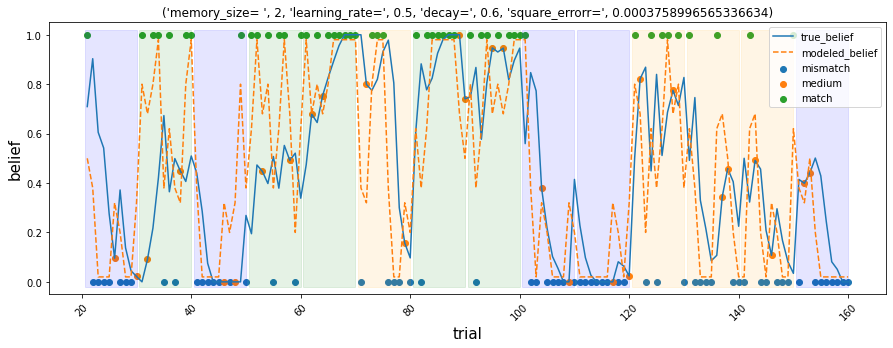 ('memory_size= ', 2, 'learning_rate=', 0.5, 'decay=', 0.6, 'square_errorr=', 0.0003758996565336634)
1.0
0.8
0.6
0.4
0.2
0.0
belief
20
40
60
80
100
120
140
160
trial
true_belief
modeled_belief
mismatch
medium
match